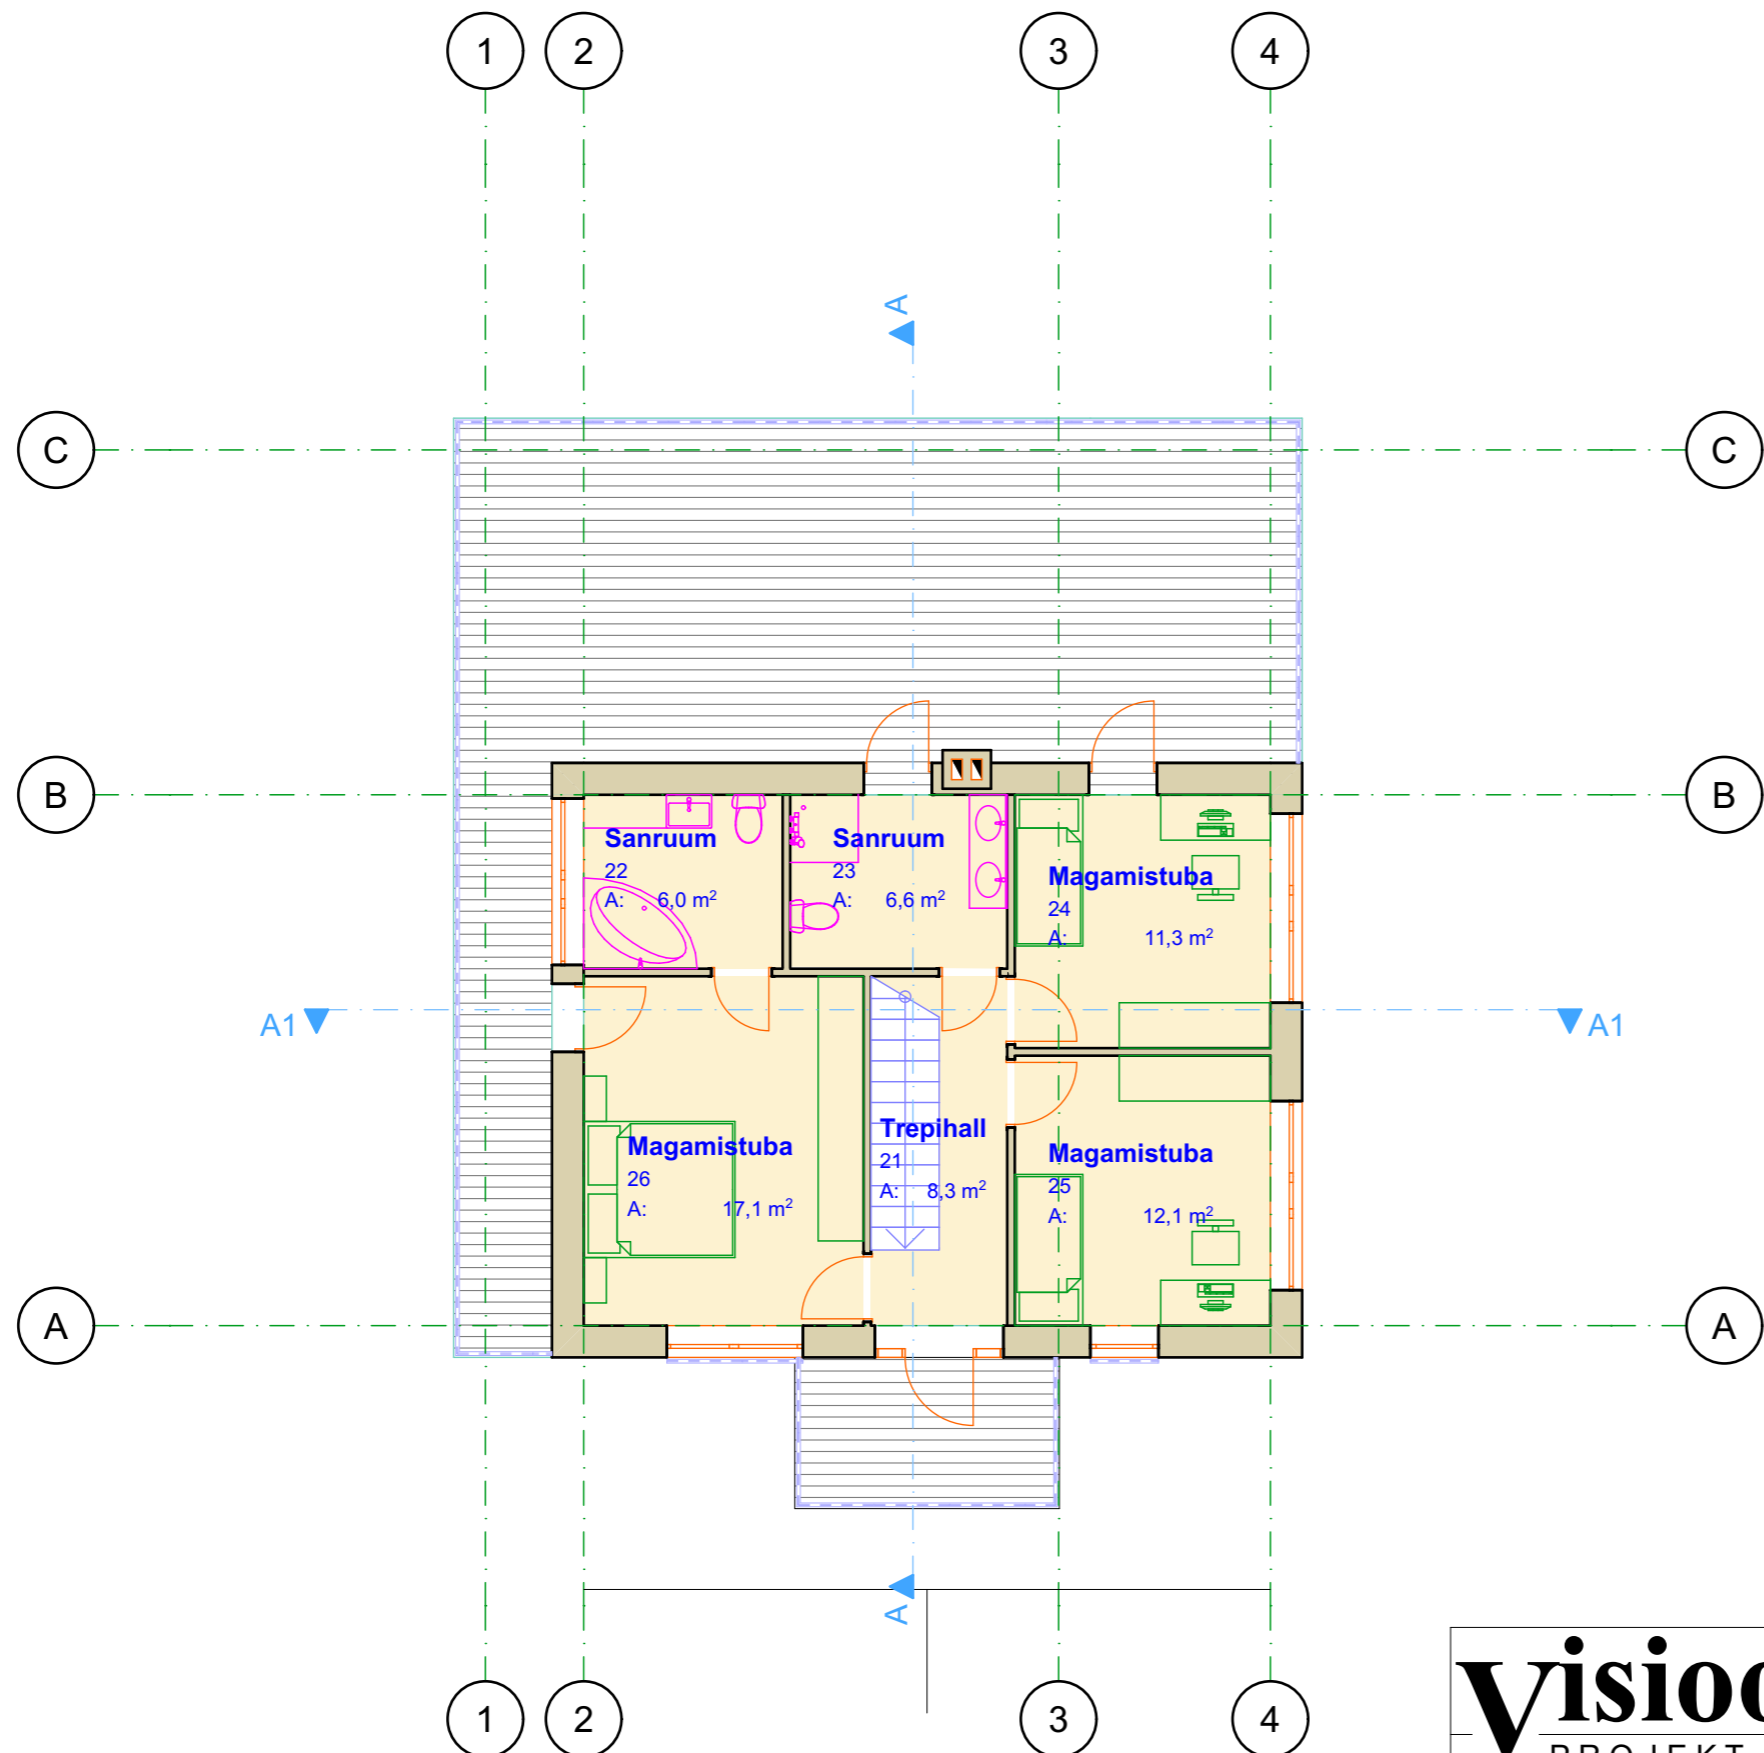 1 2 3 4
A
C C
B B
Sanruum
22
A: 6,0 m²
Sanruum
23
A: 6,6 m²
Magamistuba
24
A: 11,3 m²
A1 A1
Magamistuba
26
A: 17,1 m²
Trepihall
21
A: 8,3 m²
Magamistuba
25
A: 12,1 m²
A A
A
1 2 3 4